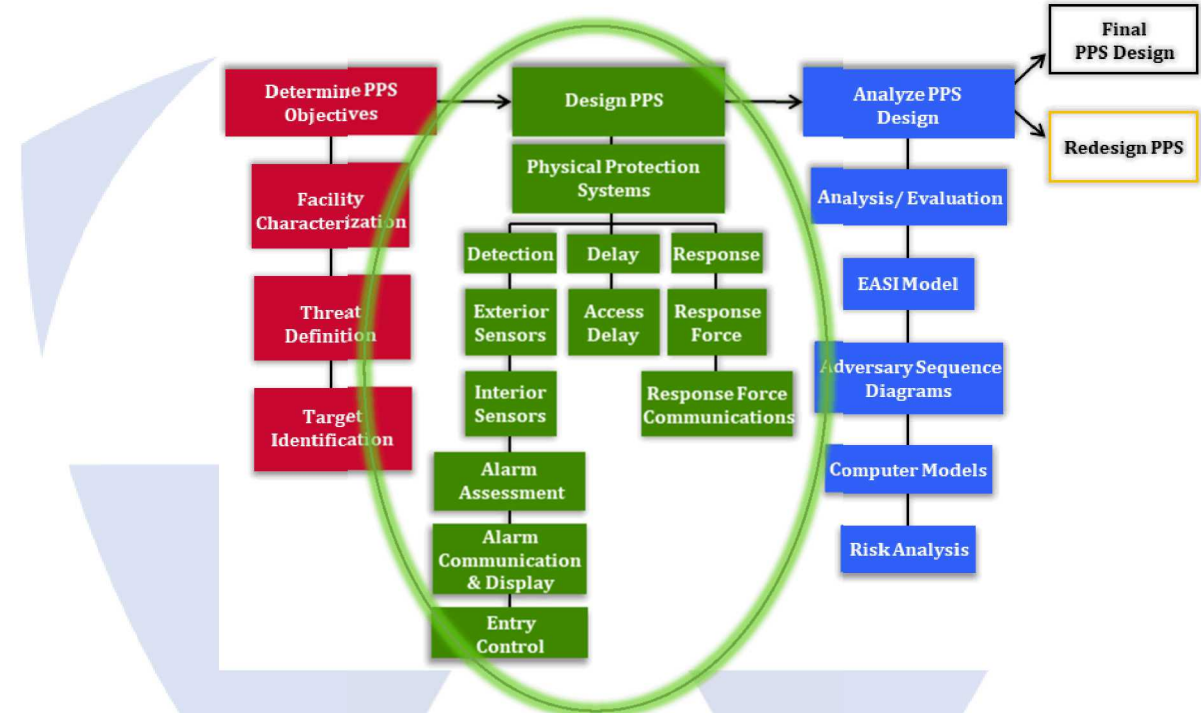 Determine PPS
Objectives
Facility
Characterization
Threat
Definition
Target
Identification
Design PPS
Physical Protection
Systems
Detection
Exterior
Sensors
Interior
Sensors
Alarm
Assessment
Alarm
Communication
& Display
Entry
Control
Delay
Access
Delay
Response
Response
Force
Response Force
Communications
Analyze PPS
Design
Analysis/ Evaluation
EASI Model
Adversary Sequence
Diagrams
Computer Models
Risk Analysis
Final
PPS Design
Redesign PPS